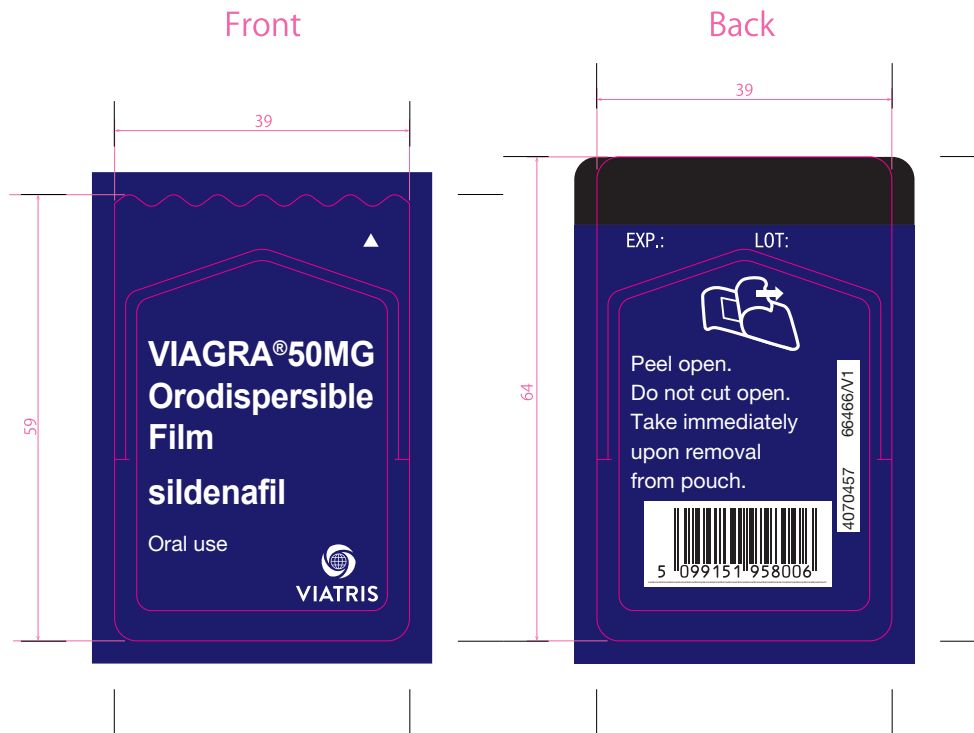 Front
39
59
VIAGRA®50MG
Orodispersible
Film
sildenafil
Oral use
VIATRIS
Back
39
64
EXP.: LOT:
Peel open.
Do not cut open.
Take immediately
upon removal
from pouch.
4070457 66466/V1
5 099151 958006